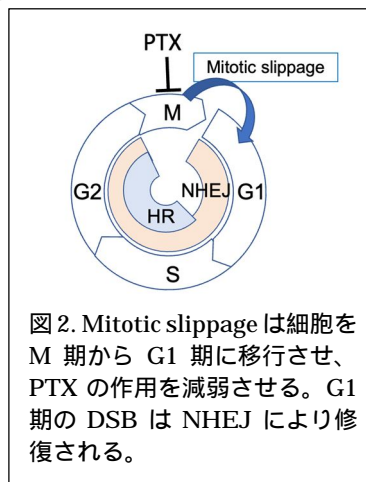 PTX
Mitotic slippage
M
G2
NHEJ
G1
HR
S
図 2. Mitotic slippage は細胞を
M 期から G1 期に移行させ、
PTX の作用を減弱させる。G1
期の DSB は NHEJ により修
復される。